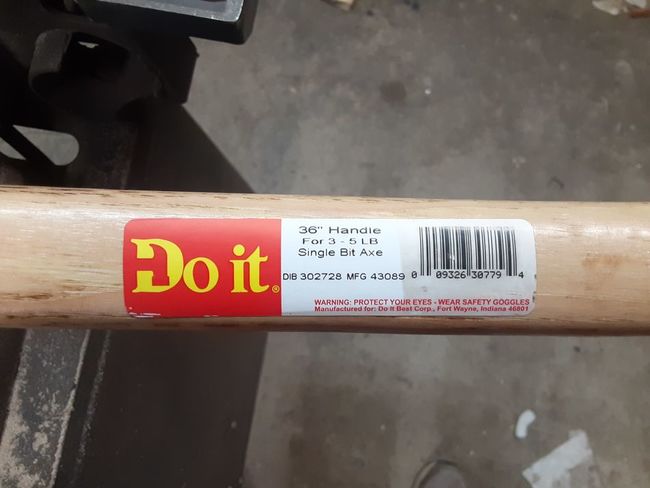 Do it®
36" Handle
For 3 - 5 LB
Single Bit Axe
DIB 302728 MFG 43089
0 09326 30779 4
WARNING: PROTECT YOUR EYES - WEAR SAFETY GOGGLES
Manufactured for: Do It Best Corp., Fort Wayne, Indiana 46801